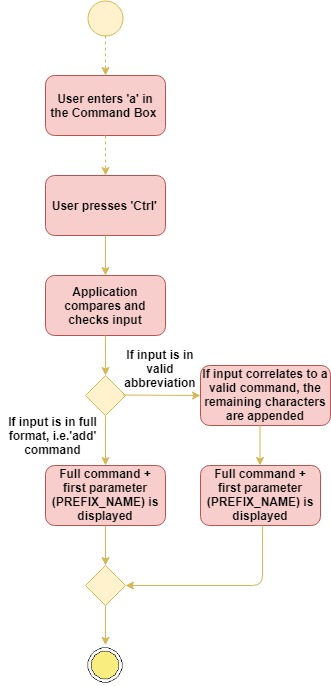 User enters 'a' in
the Command Box
User presses 'Ctrl'
Application
compares and
checks input
If input is in
valid
abbreviation
If input correlates to a
valid command, the
remaining characters
are appended
If input is in full
format, i.e.'add'
command
Full command +
first parameter
(PREFIX_NAME) is
displayed
Full command +
first parameter
(PREFIX_NAME) is
displayed